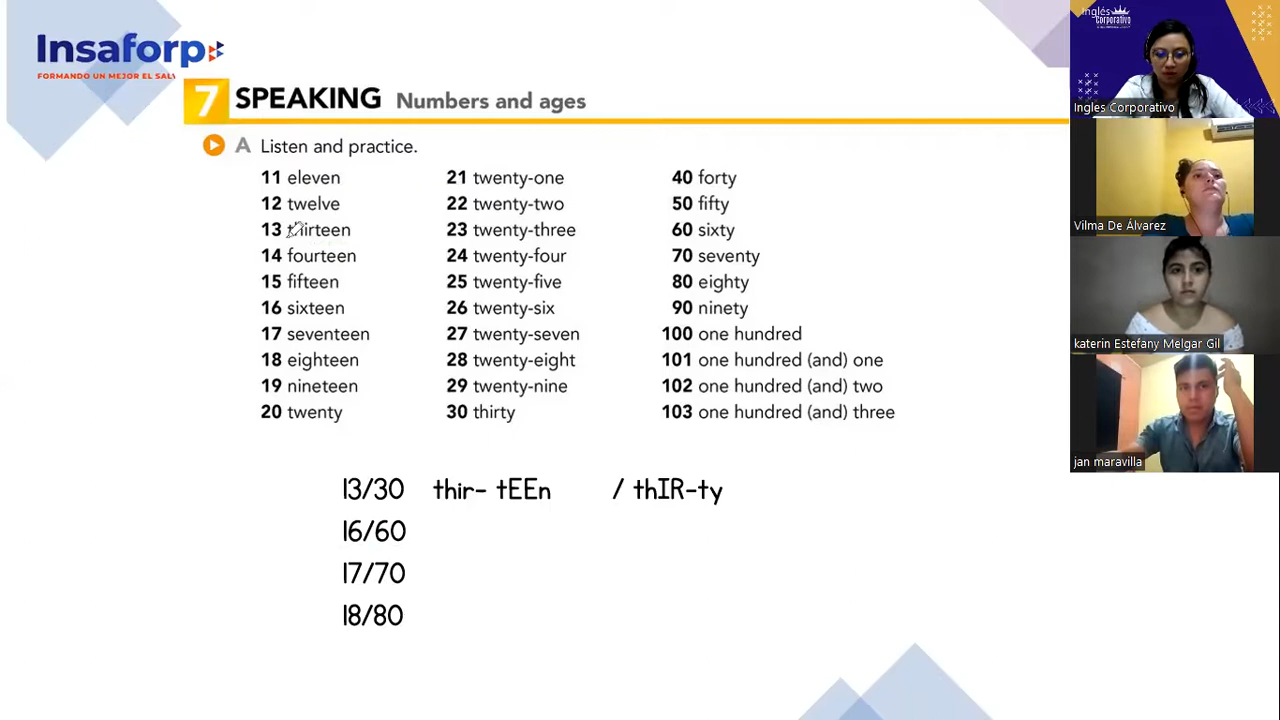 Insaforp
FORMANDO UN MEJOR EL SAL
7 SPEAKING Numbers and ages
A Listen and practice.
11 eleven
12 twelve
13 thirteen
14 fourteen
15 fifteen
16 sixteen
17 seventeen
18 eighteen
19 nineteen
20 twenty
21 twenty-one
22 twenty-two
23 twenty-three
24 twenty-four
25 twenty-five
26 twenty-six
27 twenty-seven
28 twenty-eight
29 twenty-nine
30 thirty
40 forty
50 fifty
60 sixty
70 seventy
80 eighty
90 ninety
100 one hundred
101 one hundred (and) one
102 one hundred (and) two
103 one hundred (and) three
13/30 thir- tEEn / thIR-ty
16/60
17/70
18/80
Inglés
Corporativo
Ingles Corporativo
Vilma De Álvarez
katerin Estefany Melgar Gil
jan maravilla